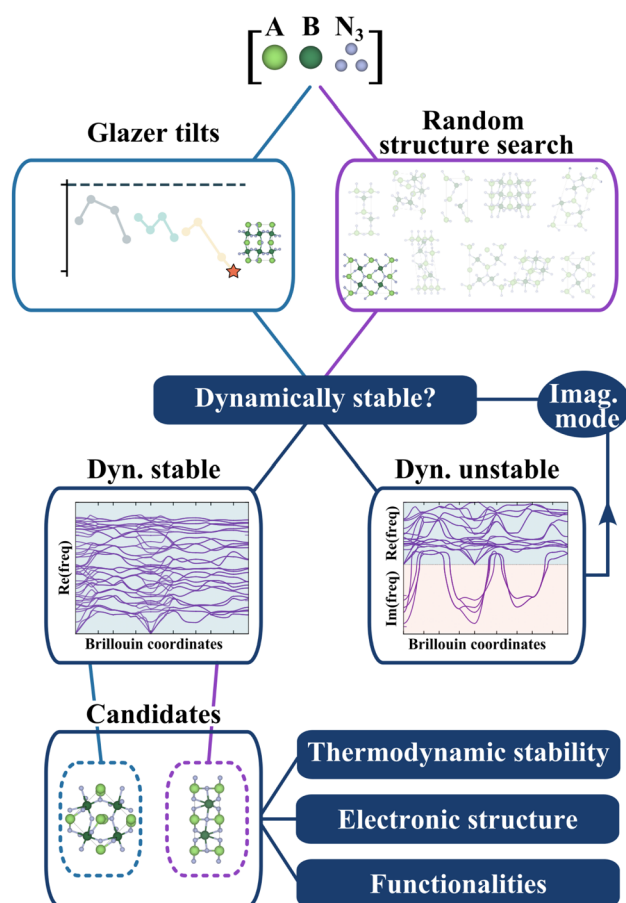 A B N₃
Glazer tilts
Random
structure search
Dynamically stable?
Imag.
mode
Dyn. stable
Dyn. unstable
Re(freq)
Brillouin coordinates
Re(freq)
Im(freq)
Brillouin coordinates
Candidates
Thermodynamic stability
Electronic structure
Functionalities